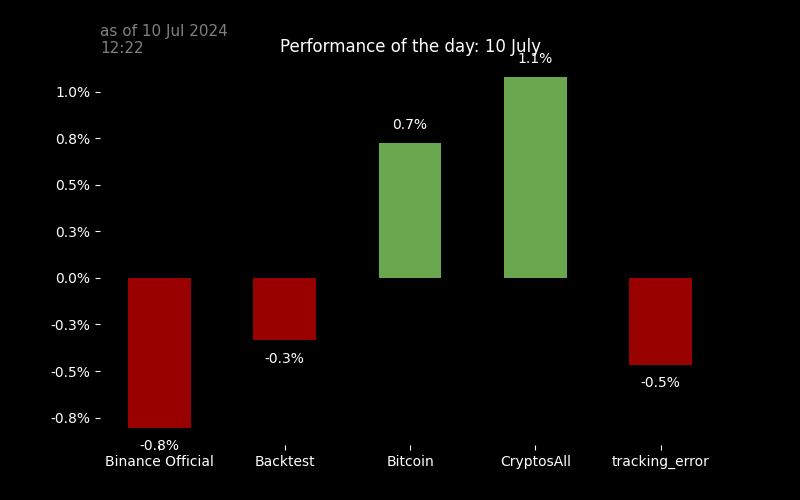 as of 10 Jul 2024
12:22
Performance of the day: 10 July
1.1%
1.0%
0.7%
0.8%
0.5%
0.3%
0.0%
-0.3%
-0.3%
-0.5%
-0.5%
-0.8%
-0.8%
Binance Official
Backtest
Bitcoin
CryptosAll
tracking_error